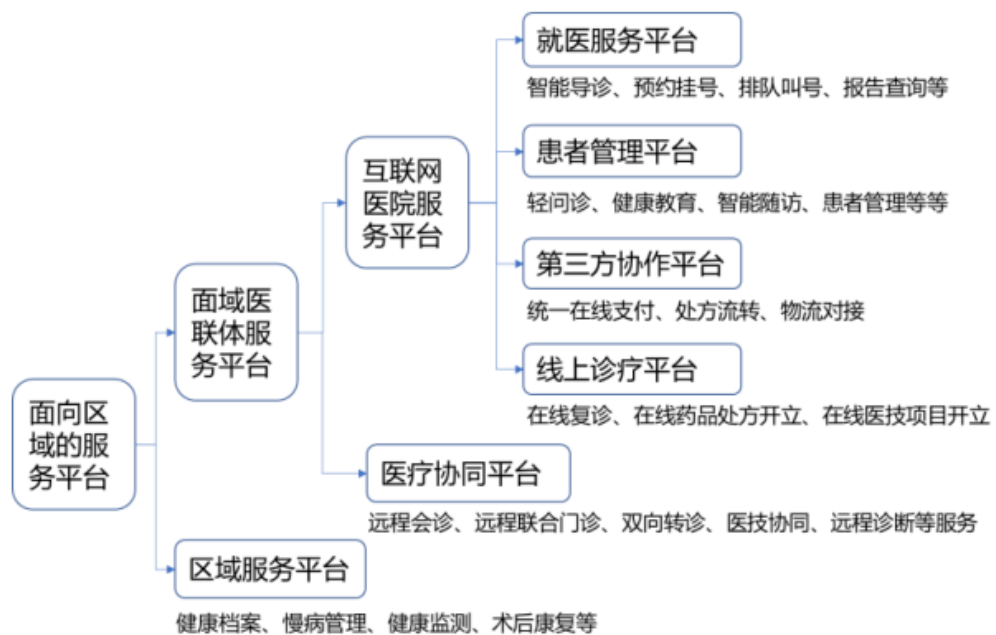 就医服务平台
智能导诊、预约挂号、排队叫号、报告查询等
互联网
医院服
务平台
患者管理平台
轻问诊、健康教育、智能随访、患者管理等等
第三方协作平台
统一在线支付、处方流转、物流对接
线上诊疗平台
在线复诊、在线药品处方开立、在线医技项目开立
面域医
联体服
务平台
面向区
域的服
务平台
医疗协同平台
远程会诊、远程联合门诊、双向转诊、医技协同、远程诊断等服务
区域服务平台
健康档案、慢病管理、健康监测、术后康复等